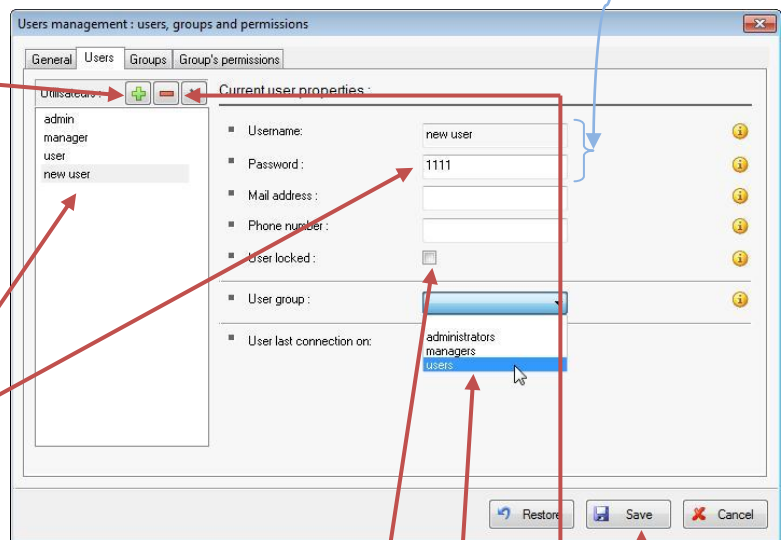 Users management : users, groups and permissions
General Users Groups Group's permissions
Utilisateurs : Current user properties :
admin
manager
user
new user
Username: new user
Password : 1111
Mail address :
Phone number :
User locked :
User group :
User last connection on:
administrators
managers
users
Restore Save Cancel